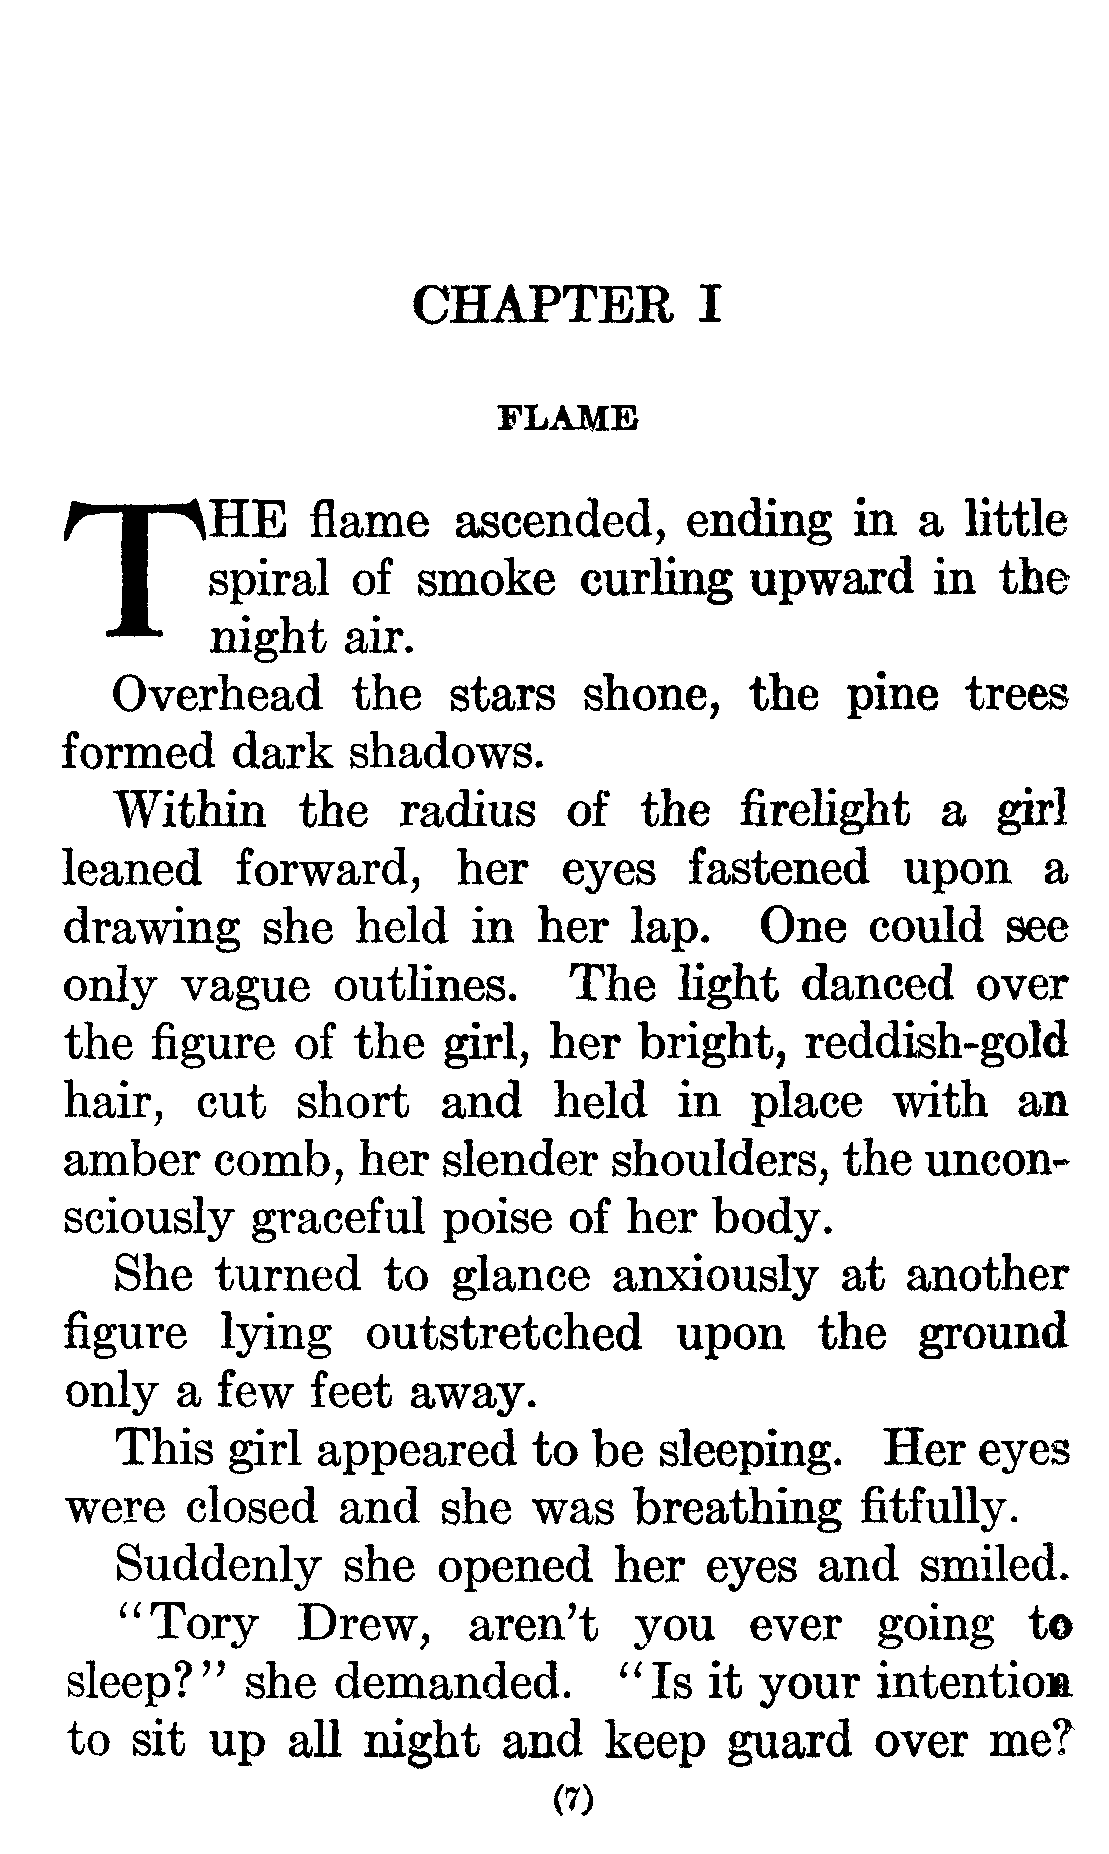 CHAPTER I
FLAME
THE flame ascended, ending in a little
spiral of smoke curling upward in the
night air.
Overhead the stars shone, the pine trees
formed dark shadows.
Within the radius of the firelight a girl
leaned forward, her eyes fastened upon a
drawing she held in her lap. One could see
only vague outlines. The light danced over
the figure of the girl, her bright, reddish-gold
hair, cut short and held in place with an
amber comb, her slender shoulders, the uncon-
sciously graceful poise of her body.
She turned to glance anxiously at another
figure lying outstretched upon the ground
only a few feet away.
This girl appeared to be sleeping. Her eyes
were closed and she was breathing fitfully.
Suddenly she opened her eyes and smiled.
“Tory Drew, aren’t you ever going to
sleep?” she demanded. “Is it your intention
to sit up all night and keep guard over me?
(7)